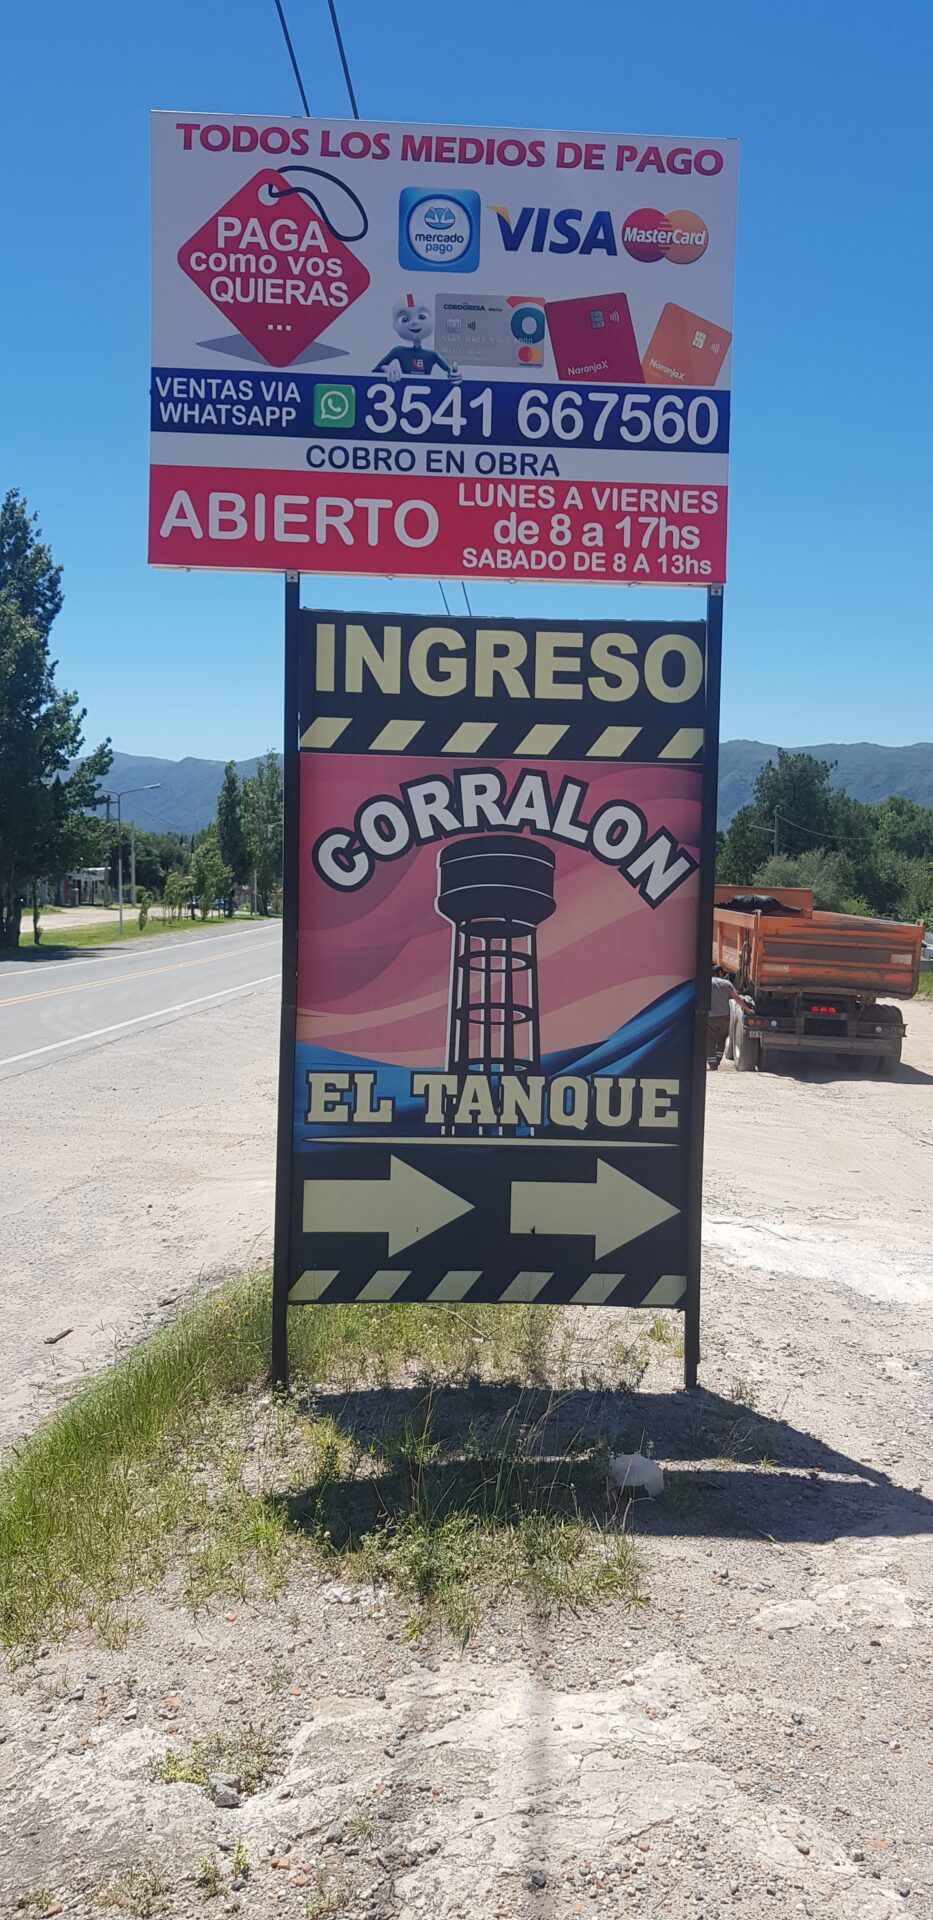 TODOS LOS MEDIOS DE PAGO
PAGA
como vos
QUIERAS
...
mercado
pago
VISA
MasterCard
CORDOBESA
NaranjaX
NaranjaX
VENTAS VIA
WHATSAPP
3541 667560
COBRO EN OBRA
ABIERTO
LUNES A VIERNES
de 8 a 17hs
SABADO DE 8 A 13hs
INGRESO
CORRALON
EL TANQUE